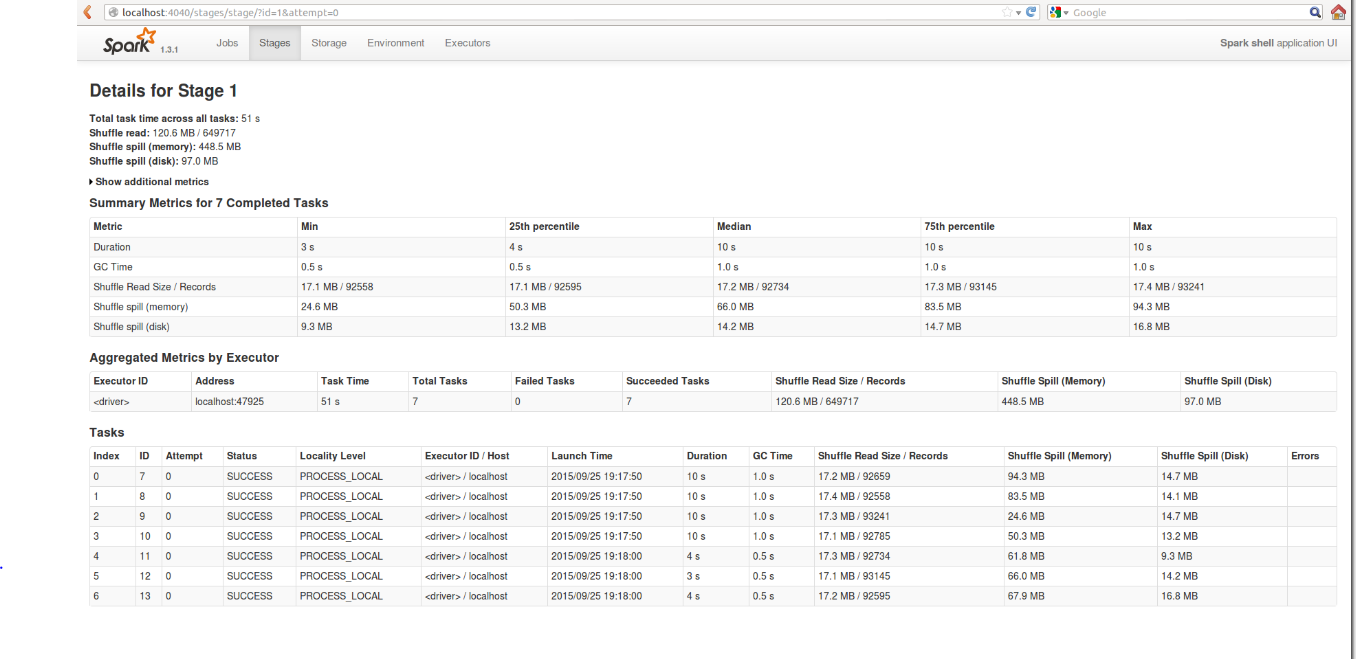 localhost:4040/stages/stage/?id=1&attempt=0 Google
Spark 1.3.1 Jobs Stages Storage Environment Executors Spark shell application UI
Details for Stage 1
Total task time across all tasks: 51 s
Shuffle read: 120.6 MB / 649717
Shuffle spill (memory): 448.5 MB
Shuffle spill (disk): 97.0 MB
Show additional metrics
Summary Metrics for 7 Completed Tasks
Metric Min 25th percentile Median 75th percentile Max
Duration 3 s 4 s 10 s 10 s 10 s
GC Time 0.5 s 0.5 s 1.0 s 1.0 s 1.0 s
Shuffle Read Size / Records 17.1 MB / 92558 17.1 MB / 92595 17.2 MB / 92734 17.3 MB / 93145 17.4 MB / 93241
Shuffle spill (memory) 24.6 MB 50.3 MB 66.0 MB 83.5 MB 94.3 MB
Shuffle spill (disk) 9.3 MB 13.2 MB 14.2 MB 14.7 MB 16.8 MB
Aggregated Metrics by Executor
Executor ID Address Task Time Total Tasks Failed Tasks Succeeded Tasks Shuffle Read Size / Records Shuffle Spill (Memory) Shuffle Spill (Disk)
<driver> localhost:47925 51 s 7 0 7 120.6 MB / 649717 448.5 MB 97.0 MB
Tasks
Index ID Attempt Status Locality Level Executor ID / Host Launch Time Duration GC Time Shuffle Read Size / Records Shuffle Spill (Memory) Shuffle Spill (Disk) Errors
0 7 0 SUCCESS PROCESS_LOCAL <driver> / localhost 2015/09/25 19:17:50 10 s 1.0 s 17.2 MB / 92659 94.3 MB 14.7 MB
1 8 0 SUCCESS PROCESS_LOCAL <driver> / localhost 2015/09/25 19:17:50 10 s 1.0 s 17.4 MB / 92558 83.5 MB 14.1 MB
2 9 0 SUCCESS PROCESS_LOCAL <driver> / localhost 2015/09/25 19:17:50 10 s 1.0 s 17.3 MB / 93241 24.6 MB 14.7 MB
3 10 0 SUCCESS PROCESS_LOCAL <driver> / localhost 2015/09/25 19:17:50 10 s 1.0 s 17.1 MB / 92785 50.3 MB 13.2 MB
4 11 0 SUCCESS PROCESS_LOCAL <driver> / localhost 2015/09/25 19:18:00 4 s 0.5 s 17.3 MB / 92734 61.8 MB 9.3 MB
5 12 0 SUCCESS PROCESS_LOCAL <driver> / localhost 2015/09/25 19:18:00 3 s 0.5 s 17.1 MB / 93145 66.0 MB 14.2 MB
6 13 0 SUCCESS PROCESS_LOCAL <driver> / localhost 2015/09/25 19:18:00 4 s 0.5 s 17.2 MB / 92595 67.9 MB 16.8 MB